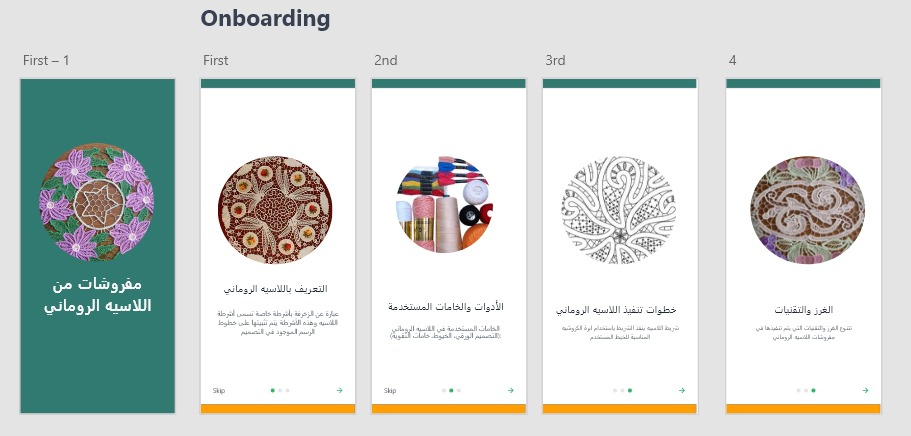 Onboarding
First – 1
First
2nd
3rd
4
مفروشات من
اللاسيه الروماني
التعريف باللاسيه الروماني
عبارة عن الزخرفة بأشرطة خاصة تسمى أشرطة
اللاسيه وهذه الأشرطة يتم تثبيتها على خطوط
الرسم الموجود في التصميم
Skip
الأدوات والخامات المستخدمة
الخامات المستخدمة في اللاسيه الروماني
(التصميم الورقي، الخيوط، خامات التقوية):
Skip
خطوات تنفيذ اللاسيه الروماني
شريط اللاسيه ينفذ الشريط باستخدام ابرة الكروشيه
المناسبة للخيط المستخدم
الغرز والتقنيات
تتنوع الغرز والتقنيات التي يتم تنفيذها في
مفروشات اللاسيه الروماني